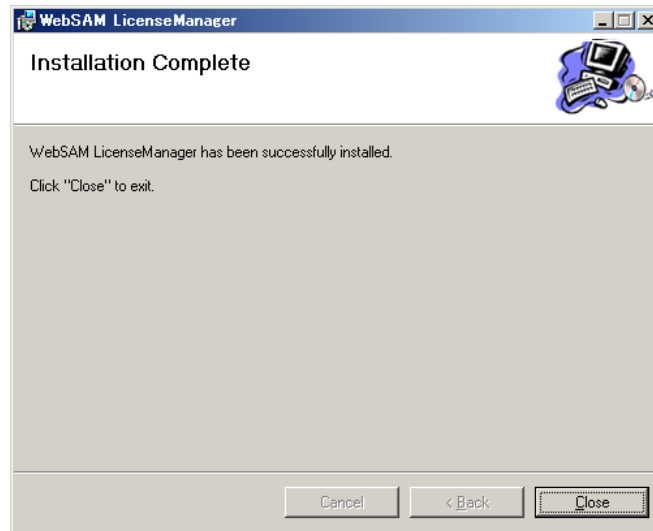 WebSAM LicenseManager
Installation Complete
WebSAM LicenseManager has been successfully installed.
Click "Close" to exit.
Cancel
< Back
Close